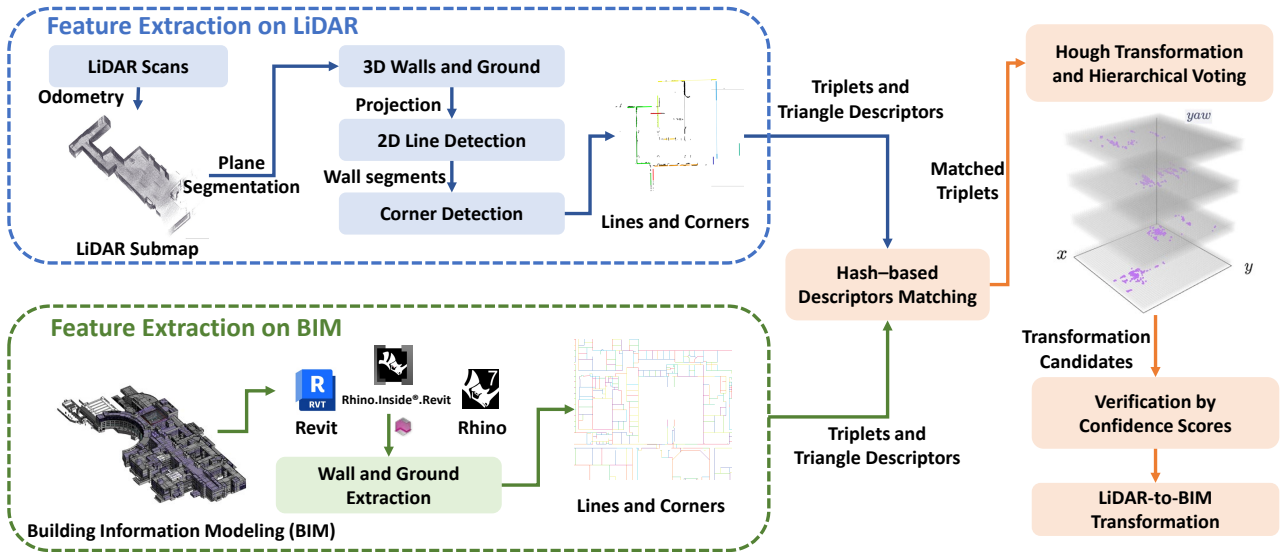 Feature Extraction on LiDAR
LiDAR Scans
Odometry
LiDAR Submap
Plane
Segmentation
3D Walls and Ground
Projection
2D Line Detection
Wall segments
Corner Detection
Lines and Corners
Triplets and
Triangle Descriptors
Feature Extraction on BIM
Building Information Modeling (BIM)
R
RVT
Revit
Rhino.Inside®.Revit
7
Rhino
Wall and Ground
Extraction
Lines and Corners
Triplets and
Triangle Descriptors
Hash–based
Descriptors Matching
Matched
Triplets
Hough Transformation
and Hierarchical Voting
yaw
x
y
Transformation
Candidates
Verification by
Confidence Scores
LiDAR-to-BIM
Transformation